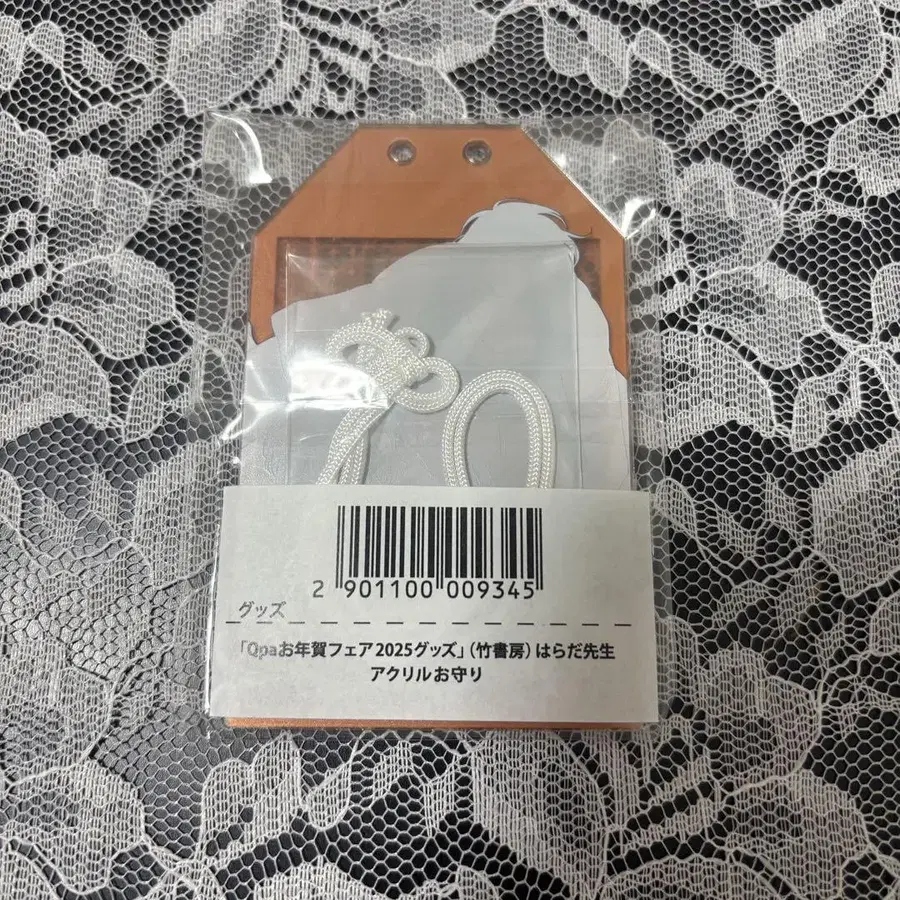 2 901100 009345
グッズ
「Qpaお年賀フェア2025グッズ」(竹書房)はらだ先生
アクリルお守り